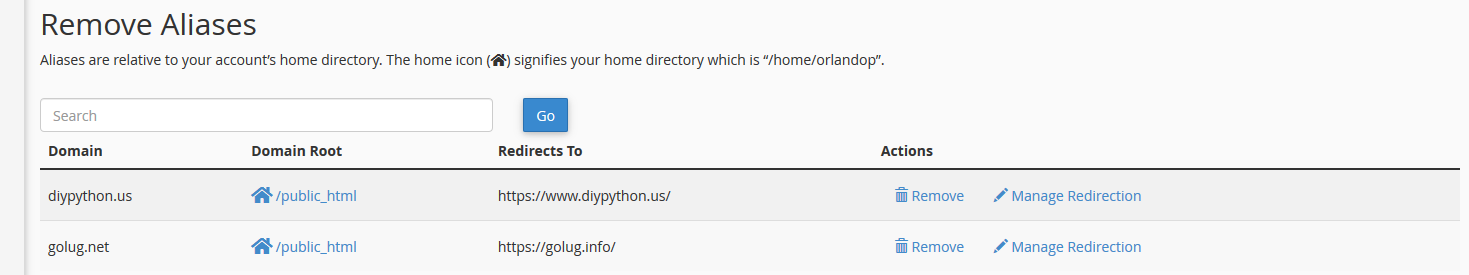 Remove Aliases
Aliases are relative to your account's home directory. The home icon () signifies your home directory which is “/home/orlandop”.
Search Go
Domain Domain Root Redirects To Actions
diypython.us /public_html https://www.diypython.us/ Remove Manage Redirection
golug.net /public_html https://golug.info/ Remove Manage Redirection